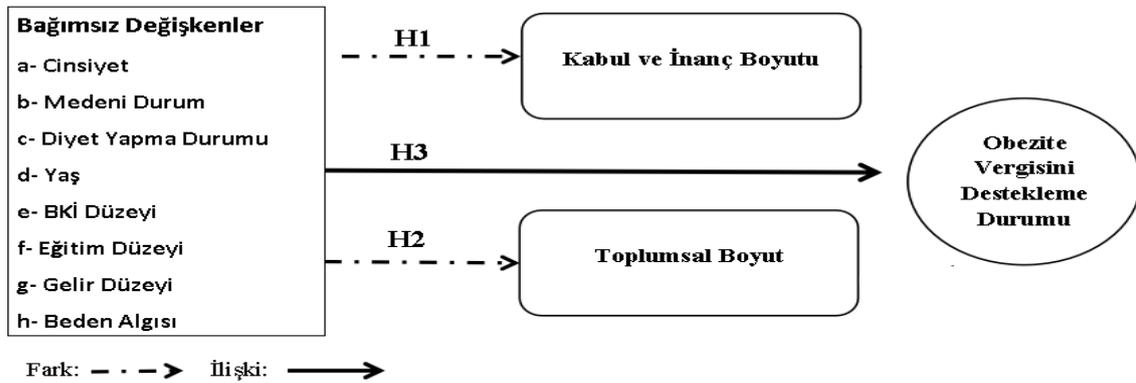 Bağımsız Değişkenler
a- Cinsiyet
b- Medeni Durum
c- Diyet Yapma Durumu
d- Yaş
e- BKİ Düzeyi
f- Eğitim Düzeyi
g- Gelir Düzeyi
h- Beden Algısı
H1
Kabul ve İnanç Boyutu
H3
Obezite
Vergisini
Destekleme
Durumu
H2
Toplumsal Boyut
Fark:
İlişki: